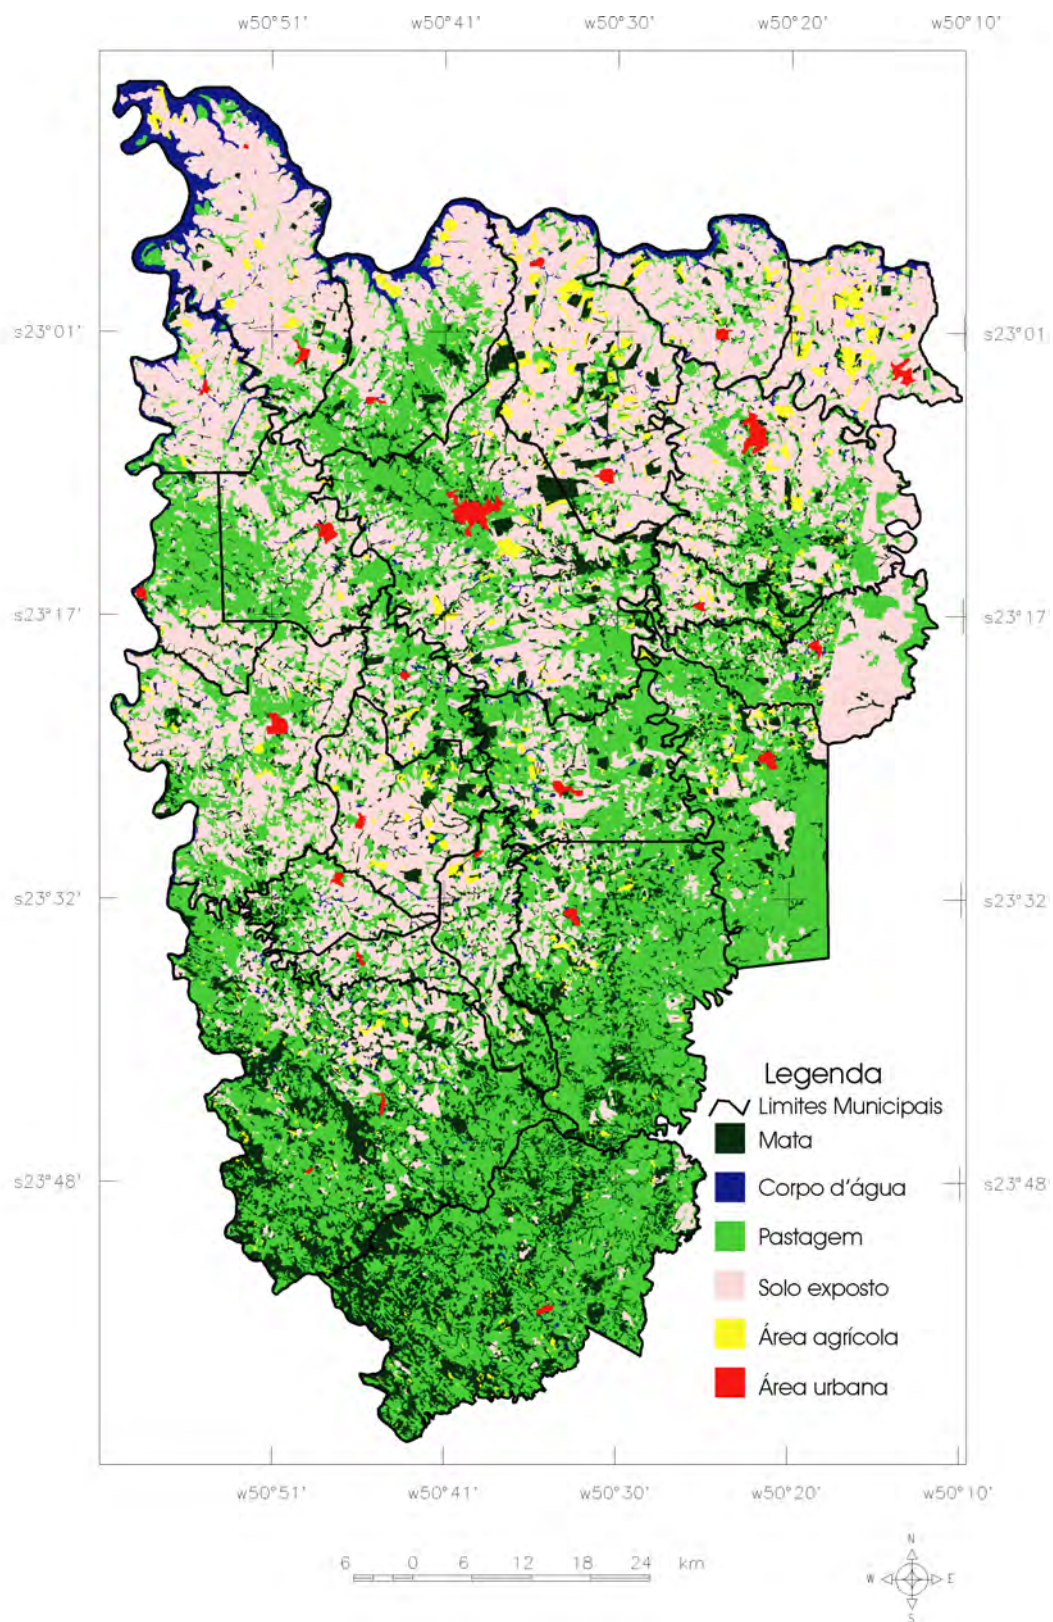 w50°51' w50°41' w50°30' w50°20' w50°10'
s23°01' s23°01'
s23°17' s23°17'
s23°32' s23°32'
Legenda
Limites Municipais
Mata
s23°48' s23°48'
Corpo d'água
Pastagem
Solo exposto
Área agrícola
Área urbana
w50°51' w50°41' w50°30' w50°20' w50°10'
6 0 6 12 18 24 km
N
W E
S